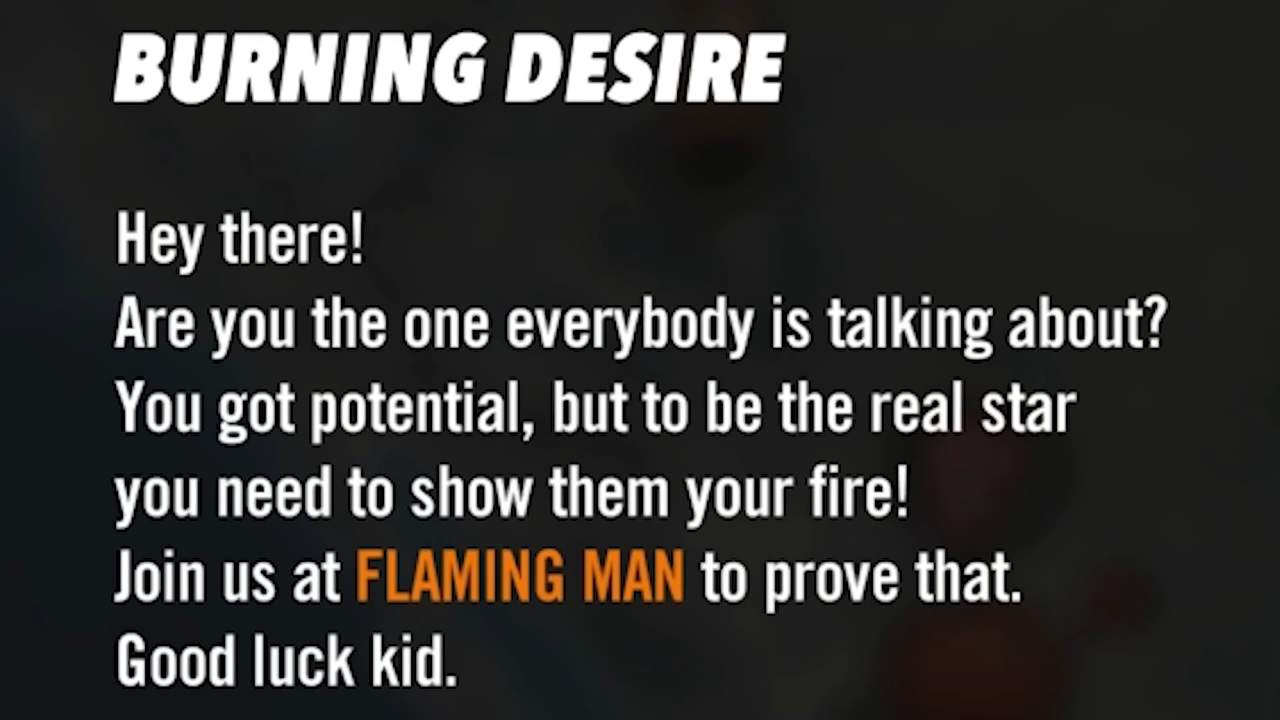 BURNING DESIRE
Hey there!
Are you the one everybody is talking about?
You got potential, but to be the real star
you need to show them your fire!
Join us at FLAMING MAN to prove that.
Good luck kid.